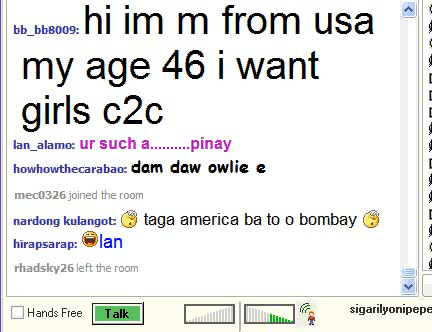 bb_bb8009: hi im m from usa
my age 46 i want
girls c2c
lan_alamo: ur such a..........pinay
howhowthecarabao: dam daw owlie e
mec0326 joined the room
nardong kulangot: taga america ba to o bombay
hirapsarap: lan
rhadsky26 left the room
Hands Free Talk
sigarilyonipepe